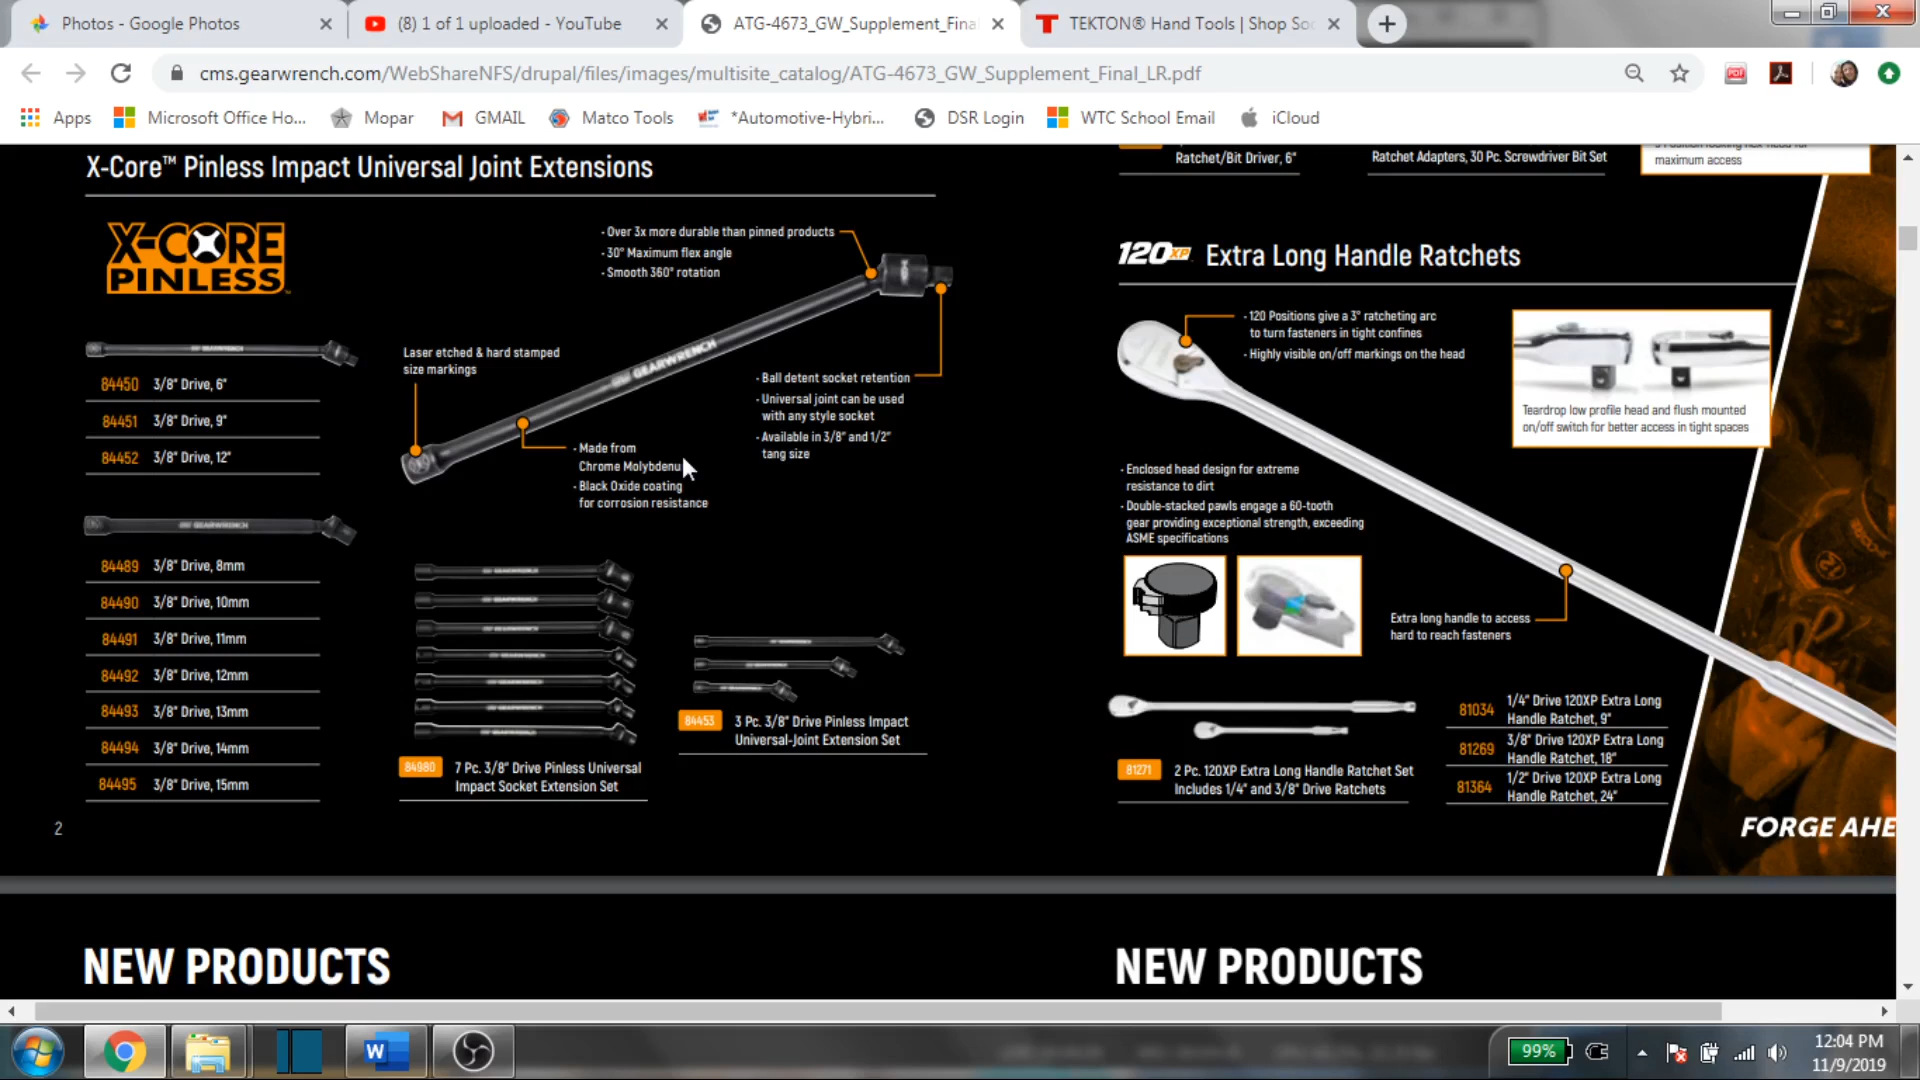 Photos - Google Photos
(8) 1 of 1 uploaded - YouTube
ATG-4673_GW_Supplement_Fina
TEKTON® Hand Tools | Shop Soc
cms.gearwrench.com/WebShareNFS/drupal/files/images/multisite_catalog/ATG-4673_GW_Supplement_Final_LR.pdf
Apps
Microsoft Office Ho...
Mopar
GMAIL
Matco Tools
*Automotive-Hybri...
DSR Login
WTC School Email
iCloud
X-Core™ Pinless Impact Universal Joint Extensions
X-CORE
PINLESS™
- Over 3x more durable than pinned products
- 30° Maximum flex angle
- Smooth 360° rotation
Laser etched & hard stamped
size markings
GEARWRENCH
- Ball detent socket retention
- Universal joint can be used
with any style socket
- Available in 3/8" and 1/2"
tang size
- Made from
Chrome Molybdenu
- Black Oxide coating
for corrosion resistance
84450 3/8" Drive, 6"
84451 3/8" Drive, 9"
84452 3/8" Drive, 12"
84489 3/8" Drive, 8mm
84490 3/8" Drive, 10mm
84491 3/8" Drive, 11mm
84492 3/8" Drive, 12mm
84493 3/8" Drive, 13mm
84494 3/8" Drive, 14mm
84495 3/8" Drive, 15mm
84980 7 Pc. 3/8" Drive Pinless Universal
Impact Socket Extension Set
84453 3 Pc. 3/8" Drive Pinless Impact
Universal-Joint Extension Set
2
Ratchet/Bit Driver, 6"
Ratchet Adapters, 30 Pc. Screwdriver Bit Set
maximum access
120XP™ Extra Long Handle Ratchets
- 120 Positions give a 3° ratcheting arc
to turn fasteners in tight confines
- Highly visible on/off markings on the head
Teardrop low profile head and flush mounted
on/off switch for better access in tight spaces
- Enclosed head design for extreme
resistance to dirt
- Double-stacked pawls engage a 60-tooth
gear providing exceptional strength, exceeding
ASME specifications
Extra long handle to access
hard to reach fasteners
81271 2 Pc. 120XP Extra Long Handle Ratchet Set
Includes 1/4" and 3/8" Drive Ratchets
81034 1/4" Drive 120XP Extra Long
Handle Ratchet, 9"
81269 3/8" Drive 120XP Extra Long
Handle Ratchet, 18"
81364 1/2" Drive 120XP Extra Long
Handle Ratchet, 24"
FORGE AHE
NEW PRODUCTS
NEW PRODUCTS
99%
12:04 PM
11/9/2019